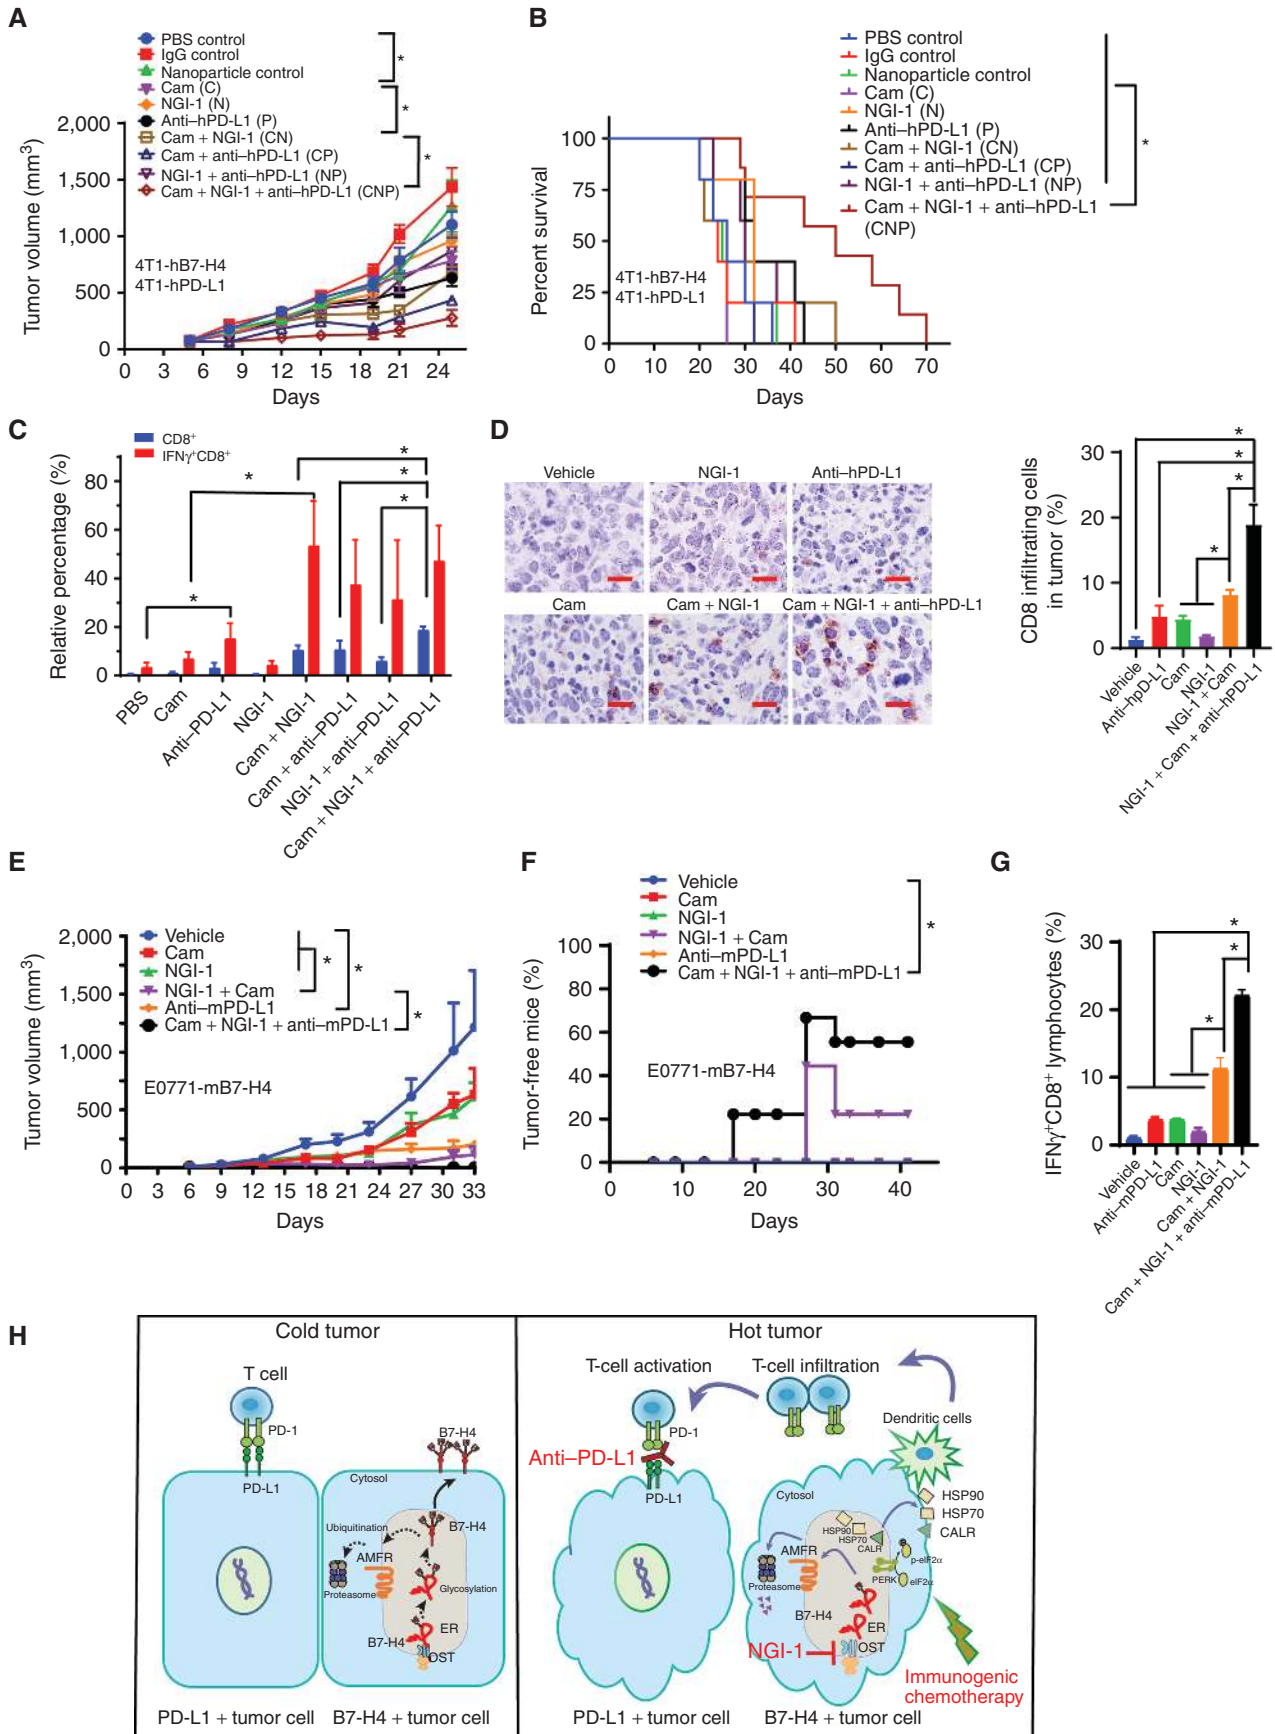 A
PBS control
IgG control
Nanoparticle control
Cam (C)
NGI-1 (N)
Anti–hPD-L1 (P)
Cam + NGI-1 (CN)
Cam + anti–hPD-L1 (CP)
NGI-1 + anti–hPD-L1 (NP)
Cam + NGI-1 + anti–hPD-L1 (CNP)
*
*
*
Tumor volume (mm³)
2,000
1,500
1,000
500
0
4T1-hB7-H4
4T1-hPD-L1
0 3 6 9 12 15 18 21 24
Days
B
PBS control
IgG control
Nanoparticle control
Cam (C)
NGI-1 (N)
Anti–hPD-L1 (P)
Cam + NGI-1 (CN)
Cam + anti–hPD-L1 (CP)
NGI-1 + anti–hPD-L1 (NP)
Cam + NGI-1 + anti–hPD-L1
(CNP)
*
Percent survival
100
75
50
25
0
4T1-hB7-H4
4T1-hPD-L1
0 10 20 30 40 50 60 70
Days
C
CD8⁺
IFNγ⁺CD8⁺
Relative percentage (%)
80
60
40
20
0
*
*
*
*
*
PBS
Cam
Anti–PD-L1
NGI-1
Cam + NGI-1
Cam + anti–PD-L1
NGI-1 + anti–PD-L1
Cam + NGI-1 + anti–PD-L1
D
Vehicle
NGI-1
Anti–hPD-L1
Cam
Cam + NGI-1
Cam + NGI-1 + anti–hPD-L1
CD8 infiltrating cells
in tumor (%)
30
20
10
0
*
*
*
*
Vehicle
Anti–hpD-L1
Cam
NGI-1
NGI-1 + Cam
NGI-1 + Cam + anti–hPD-L1
E
Vehicle
Cam
NGI-1
NGI-1 + Cam
Anti–mPD-L1
Cam + NGI-1 + anti–mPD-L1
*
*
*
Tumor volume (mm³)
2,000
1,500
1,000
500
0
E0771-mB7-H4
0 3 6 9 12 15 18 21 24 27 30 33
Days
F
Vehicle
Cam
NGI-1
NGI-1 + Cam
Anti–mPD-L1
Cam + NGI-1 + anti–mPD-L1
*
Tumor-free mice (%)
100
80
60
40
20
0
E0771-mB7-H4
0 10 20 30 40
Days
G
IFNγ⁺CD8⁺ lymphocytes (%)
30
20
10
0
*
*
*
Vehicle
Anti–mPD-L1
Cam
NGI-1
Cam + NGI-1
Cam + NGI-1 + anti–mPD-L1
H
Cold tumor
T cell
PD-1
PD-L1
B7-H4
Cytosol
Ubiquitination
B7-H4
AMFR
Proteasome
Glycosylation
ER
B7-H4
OST
PD-L1 + tumor cell
B7-H4 + tumor cell
Hot tumor
T-cell activation
T-cell infiltration
PD-1
Anti–PD-L1
PD-L1
Dendritic cells
Cytosol
HSP90
HSP70
CALR
HSP90
HSP70
CALR
AMFR
p-eIF2α
PERK
eIF2α
Proteasome
B7-H4
ER
OST
NGI-1
Immunogenic
chemotherapy
PD-L1 + tumor cell
B7-H4 + tumor cell